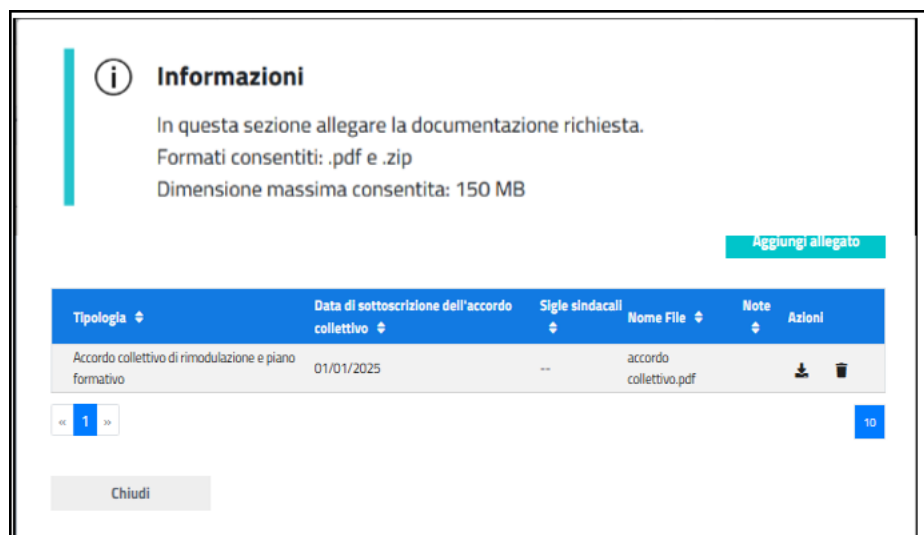 Informazioni
In questa sezione allegare la documentazione richiesta.
Formati consentiti: .pdf e .zip
Dimensione massima consentita: 150 MB
Aggiungi allegato
Tipologia Data di sottoscrizione dell'accordo collettivo Sigle sindacali Nome File Note Azioni
Accordo collettivo di rimodulazione e piano formativo 01/01/2025 -- accordo collettivo.pdf
« 1 » 10
Chiudi